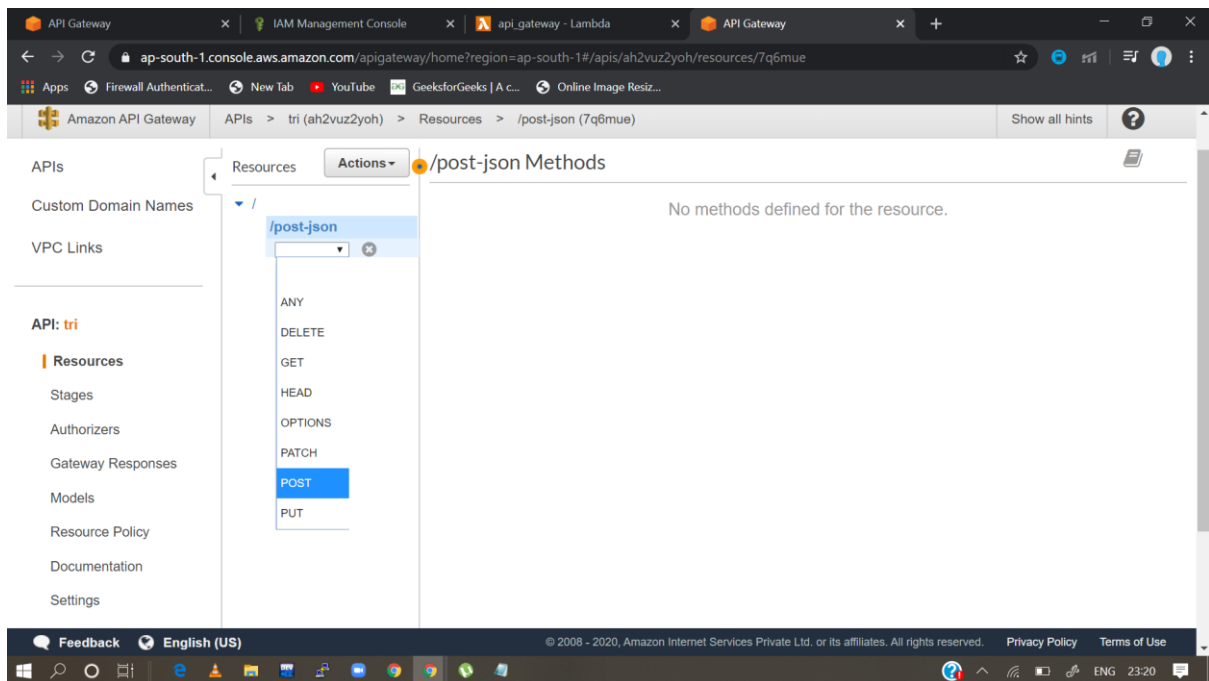 API Gateway
IAM Management Console
api_gateway - Lambda
API Gateway
ap-south-1.console.aws.amazon.com/apigateway/home?region=ap-south-1#/apis/ah2vuz2yoh/resources/7q6mue
Apps
Firewall Authenticat...
New Tab
YouTube
GeeksforGeeks | A c...
Online Image Resiz...
Amazon API Gateway
APIs > tri (ah2vuz2yoh) > Resources > /post-json (7q6mue)
Show all hints
APIs
Custom Domain Names
VPC Links
API: tri
Resources
Stages
Authorizers
Gateway Responses
Models
Resource Policy
Documentation
Settings
Resources
Actions
/
/post-json
ANY
DELETE
GET
HEAD
OPTIONS
PATCH
POST
PUT
/post-json Methods
No methods defined for the resource.
Feedback
English (US)
© 2008 - 2020, Amazon Internet Services Private Ltd. or its affiliates. All rights reserved.
Privacy Policy
Terms of Use
ENG
23:20